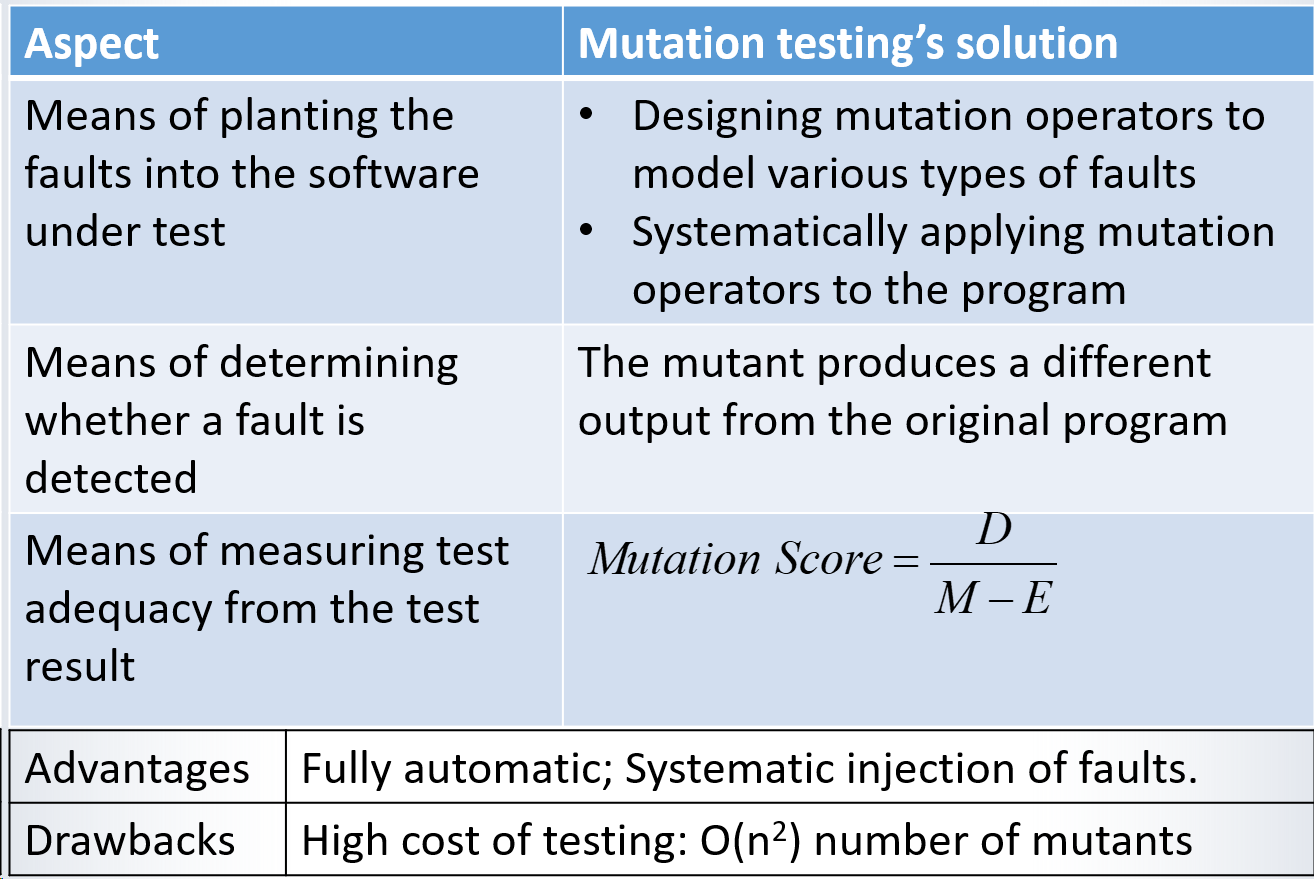 Aspect
Mutation testing's solution
Means of planting the
faults into the software
under test
• Designing mutation operators to
model various types of faults
• Systematically applying mutation
operators to the program
Means of determining
whether a fault is
detected
The mutant produces a different
output from the original program
Means of measuring test
adequacy from the test
result
Mutation Score = D / (M – E)
Advantages
Fully automatic; Systematic injection of faults.
Drawbacks
High cost of testing: O(n²) number of mutants